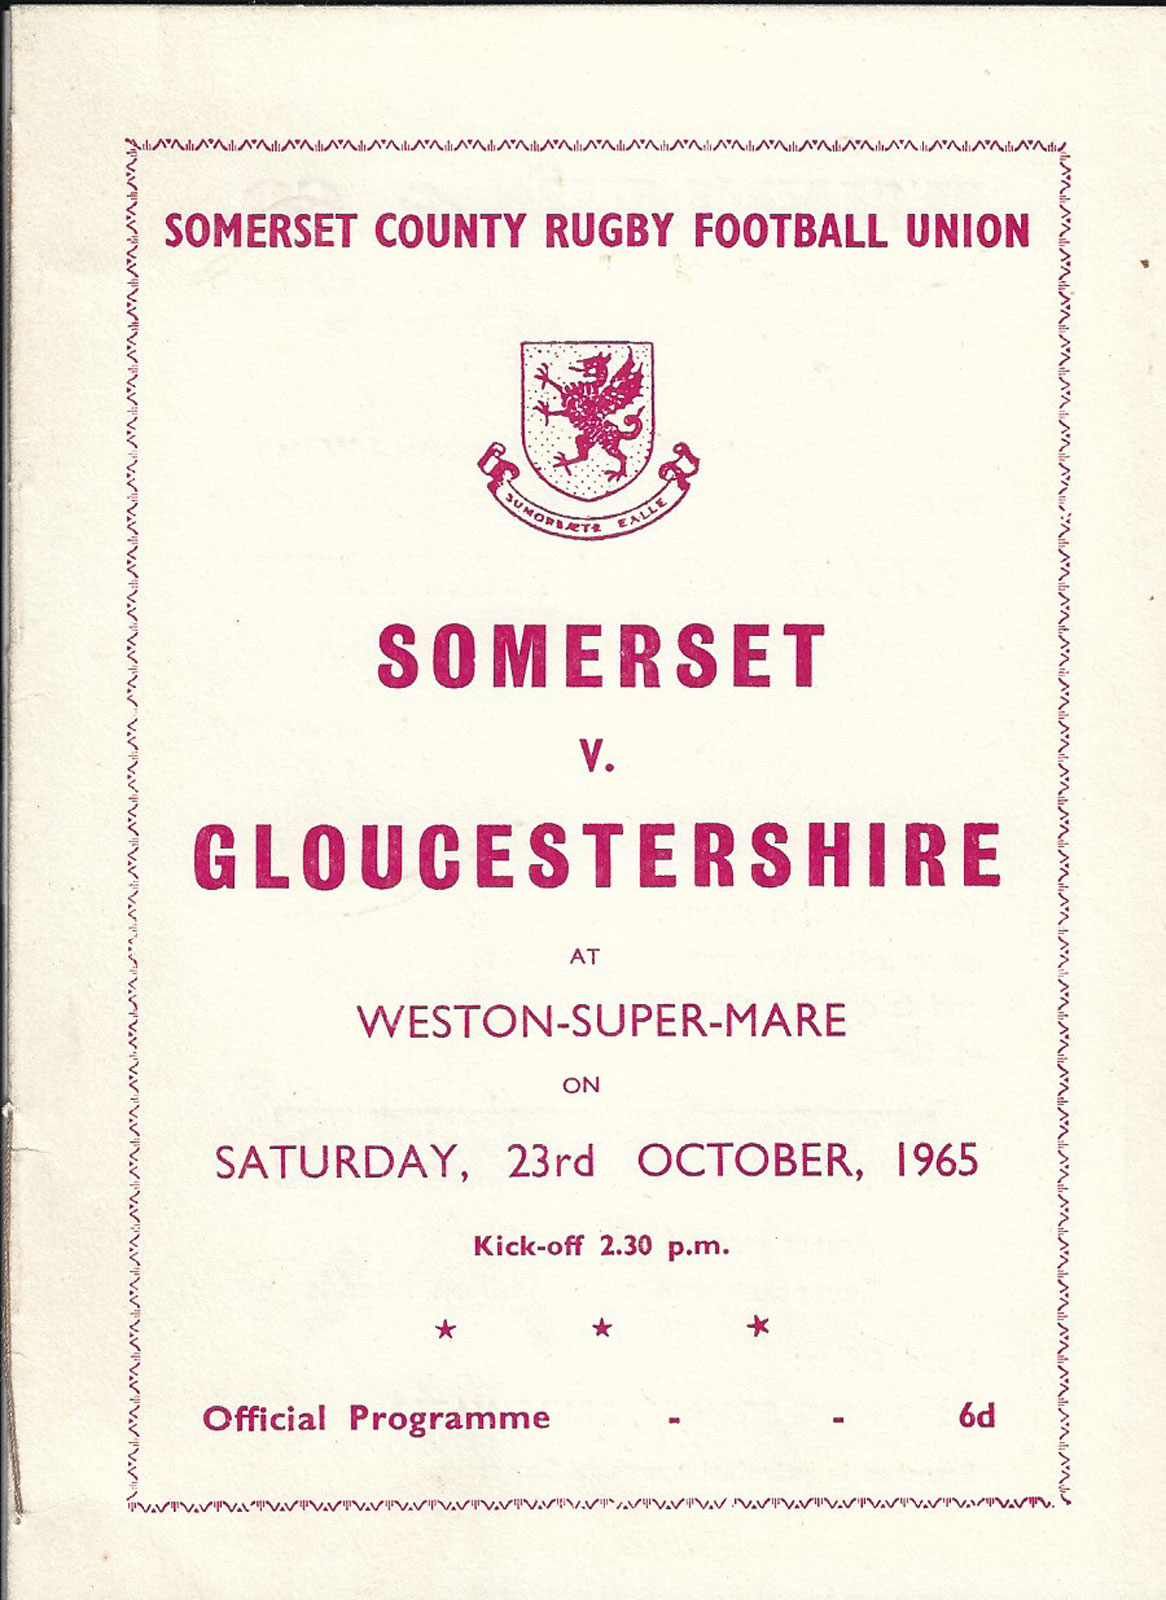 SOMERSET COUNTY RUGBY FOOTBALL UNION
SUMORSÆTE EALLE
SOMERSET
V.
GLOUCESTERSHIRE
AT
WESTON-SUPER-MARE
ON
SATURDAY, 23rd OCTOBER, 1965
Kick-off 2.30 p.m.
★ ★ ★
Official Programme - - 6d